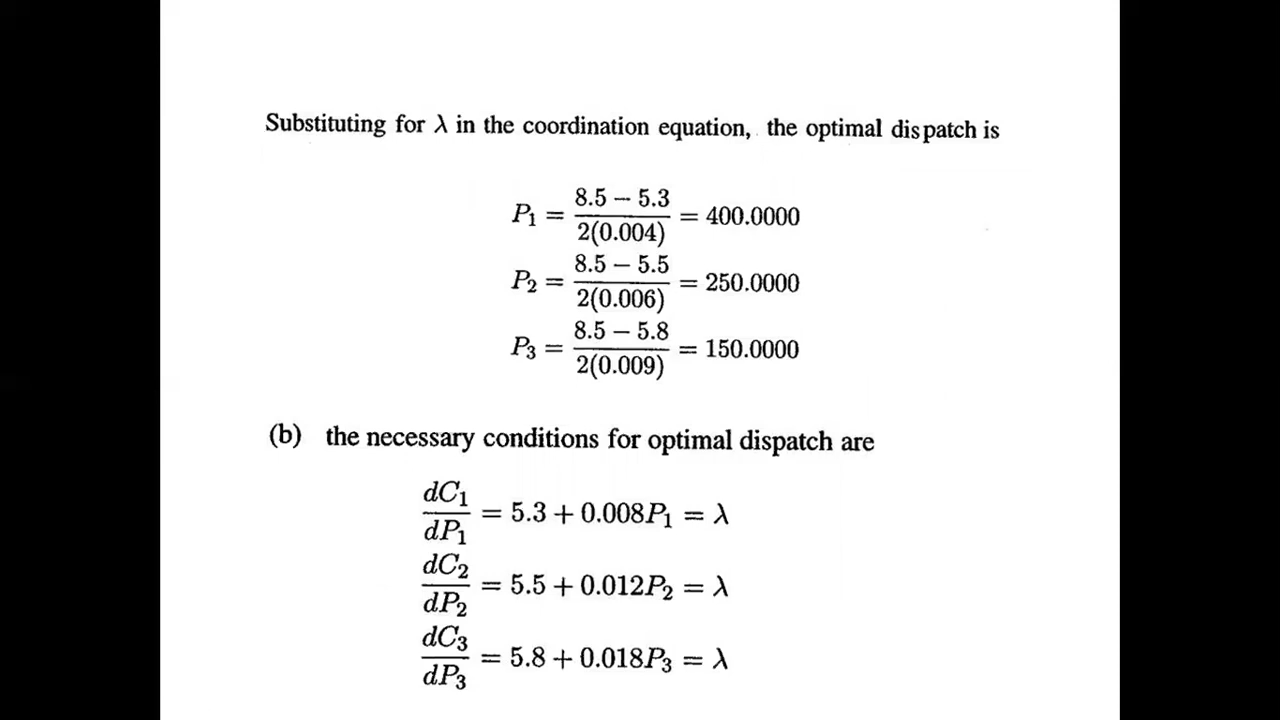 Substituting for λ in the coordination equation, the optimal dispatch is
P₁ = (8.5 − 5.3) / 2(0.004) = 400.0000
P₂ = (8.5 − 5.5) / 2(0.006) = 250.0000
P₃ = (8.5 − 5.8) / 2(0.009) = 150.0000
(b) the necessary conditions for optimal dispatch are
dC₁/dP₁ = 5.3 + 0.008P₁ = λ
dC₂/dP₂ = 5.5 + 0.012P₂ = λ
dC₃/dP₃ = 5.8 + 0.018P₃ = λ